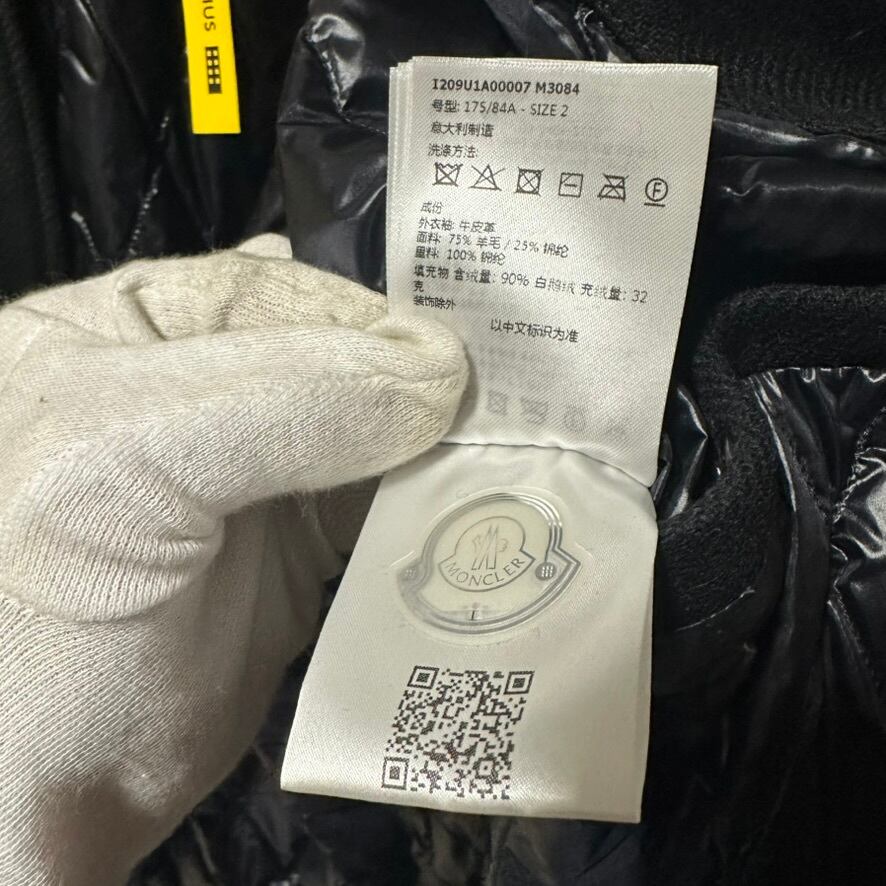 IUS
I209U1A00007 M3084
号型: 175/84A - SIZE 2
意大利制造
洗涤方法:
F
成份
外衣袖: 牛皮革
面料: 75% 羊毛 / 25% 锦纶
里料: 100% 锦纶
填充物 含绒量: 90% 白鹅绒 充绒量: 32
克
装饰除外
以中文标识为准
MONCLER